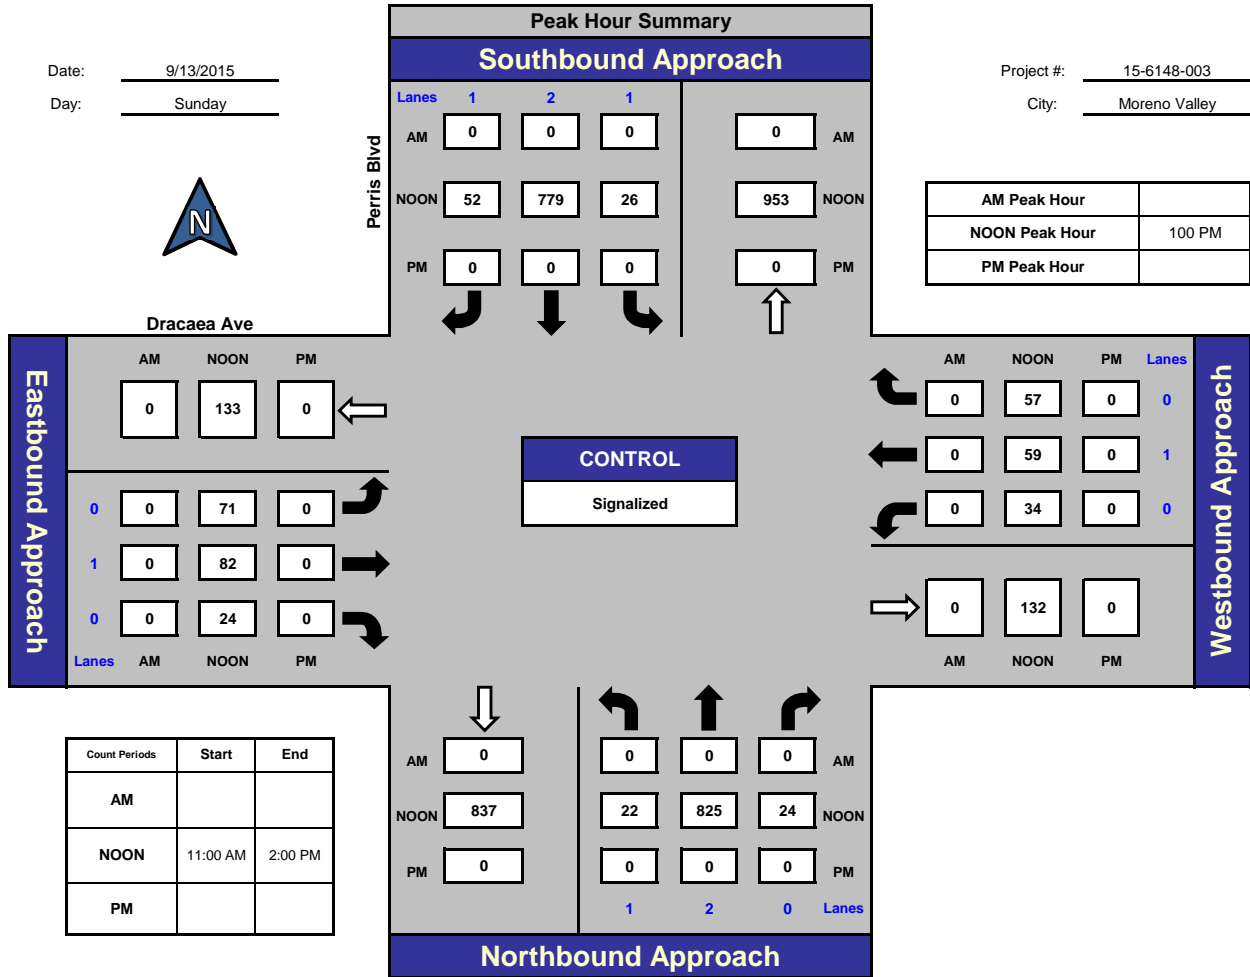 Peak Hour Summary
Southbound Approach
Date: 9/13/2015
Day: Sunday
Project #: 15-6148-003
City: Moreno Valley
N
Perris Blvd
Lanes 1 2 1
AM 0 0 0 0 AM
NOON 52 779 26 953 NOON
PM 0 0 0 0 PM
AM Peak Hour
NOON Peak Hour 100 PM
PM Peak Hour
Dracaea Ave
Eastbound Approach
AM NOON PM
0 133 0
0 0 71 0
1 0 82 0
0 0 24 0
Lanes AM NOON PM
CONTROL
Signalized
AM NOON PM Lanes
0 57 0 0
0 59 0 1
0 34 0 0
0 132 0
AM NOON PM
Westbound Approach
Count Periods Start End
AM
NOON 11:00 AM 2:00 PM
PM
AM 0 0 0 0 AM
NOON 837 22 825 24 NOON
PM 0 0 0 0 PM
1 2 0 Lanes
Northbound Approach